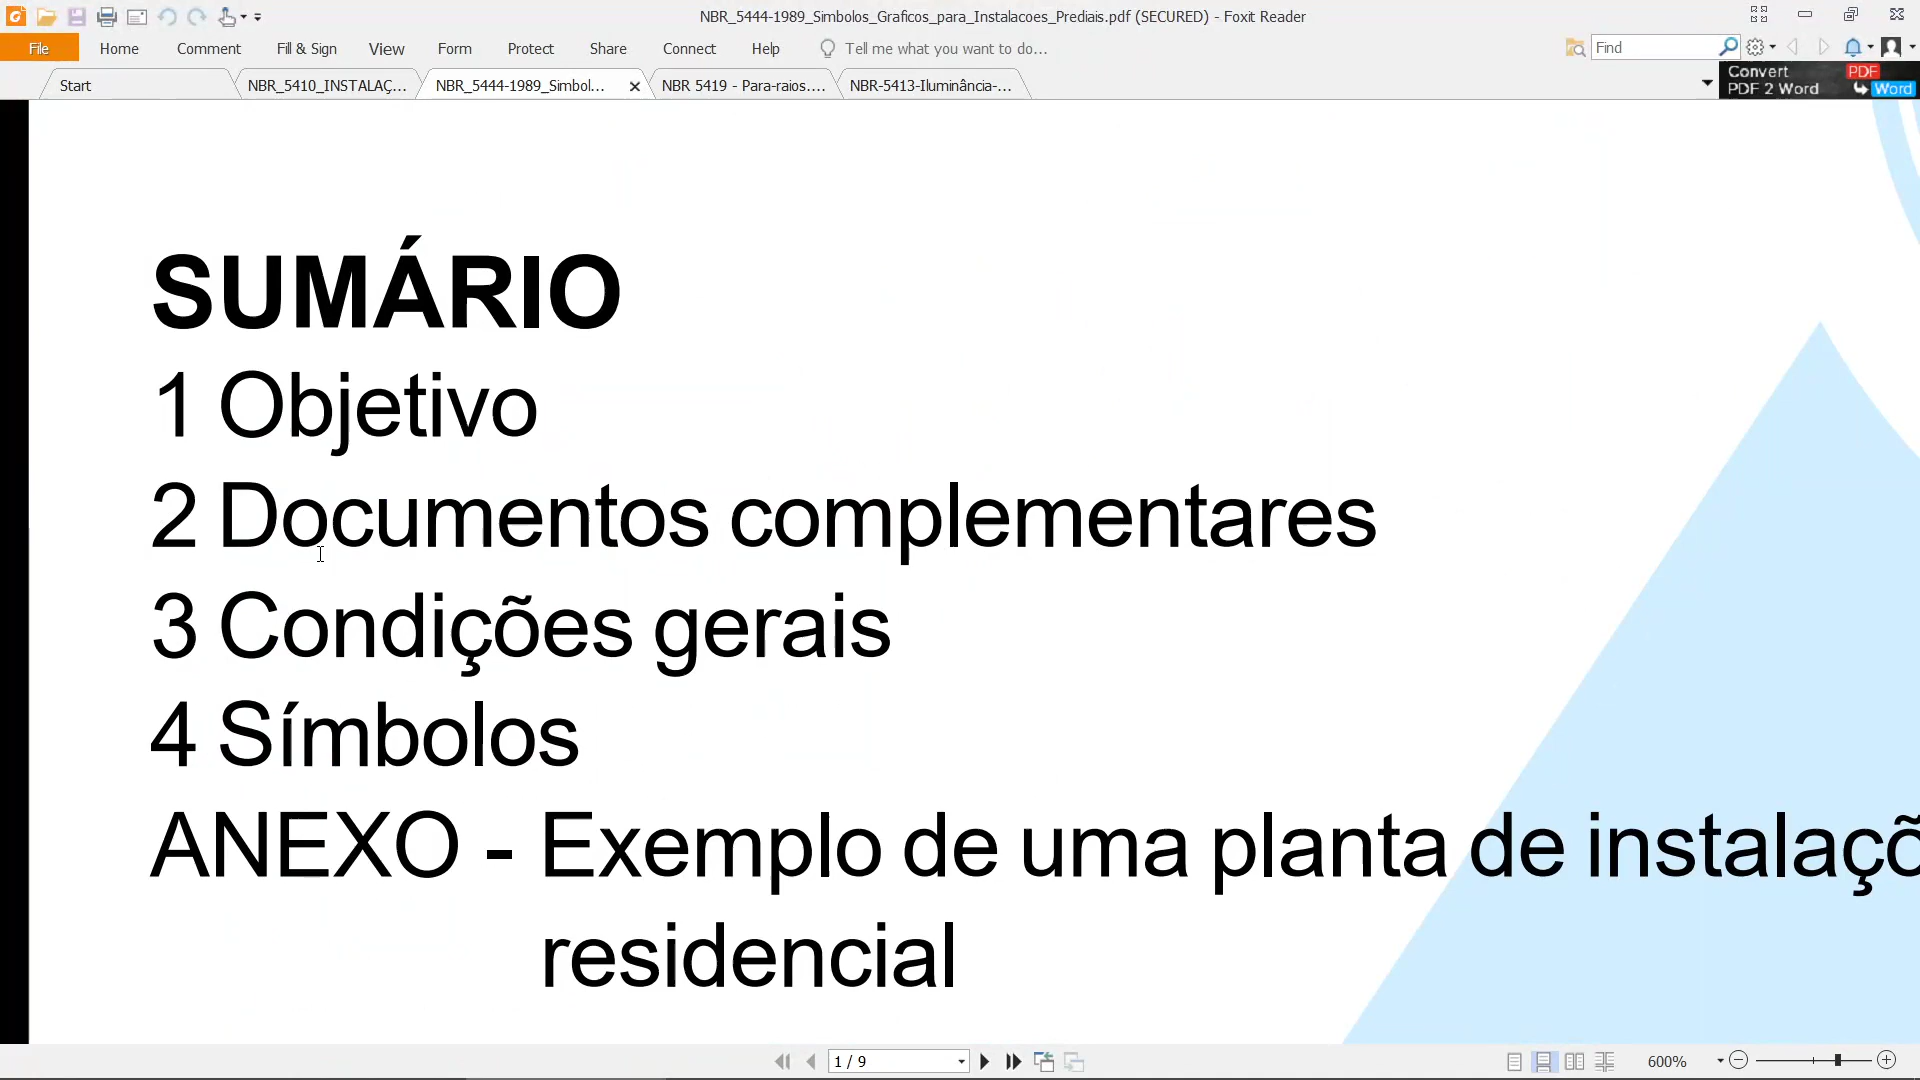 NBR_5444-1989_Simbolos_Graficos_para_Instalacoes_Prediais.pdf (SECURED) - Foxit Reader
File Home Comment Fill & Sign View Form Protect Share Connect Help Tell me what you want to do... Find
Start NBR_5410_INSTALAÇ... NBR_5444-1989_Simbol... NBR 5419 - Para-raios.... NBR-5413-Iluminância-...
Convert PDF
PDF 2 Word Word
SUMÁRIO
1 Objetivo
2 Documentos complementares
3 Condições gerais
4 Símbolos
ANEXO - Exemplo de uma planta de instalaçõ
residencial
1 / 9 600%